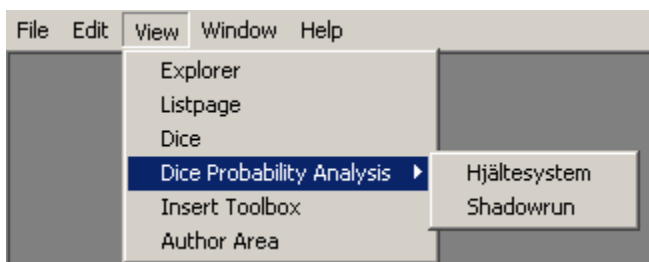 File Edit View Window Help
Explorer
Listpage
Dice
Dice Probability Analysis
Hjältesystem
Insert Toolbox
Shadowrun
Author Area